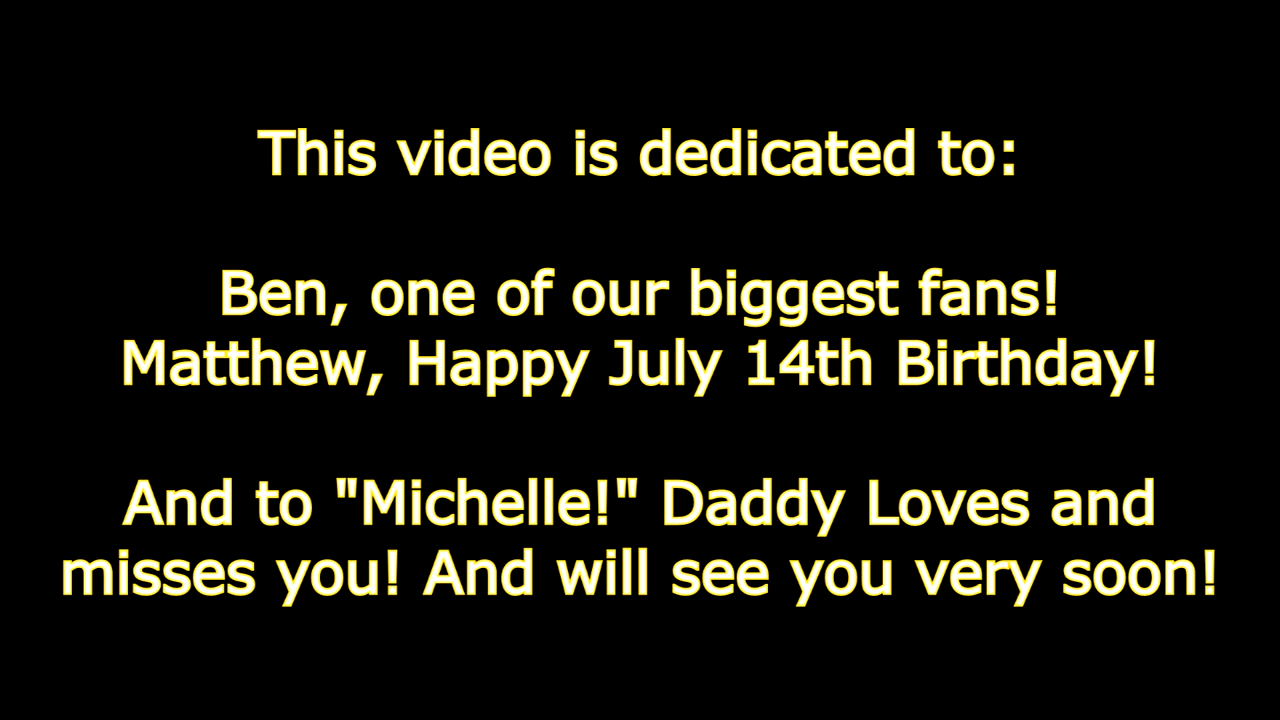 This video is dedicated to:
Ben, one of our biggest fans!
Matthew, Happy July 14th Birthday!
And to "Michelle!" Daddy Loves and
misses you! And will see you very soon!